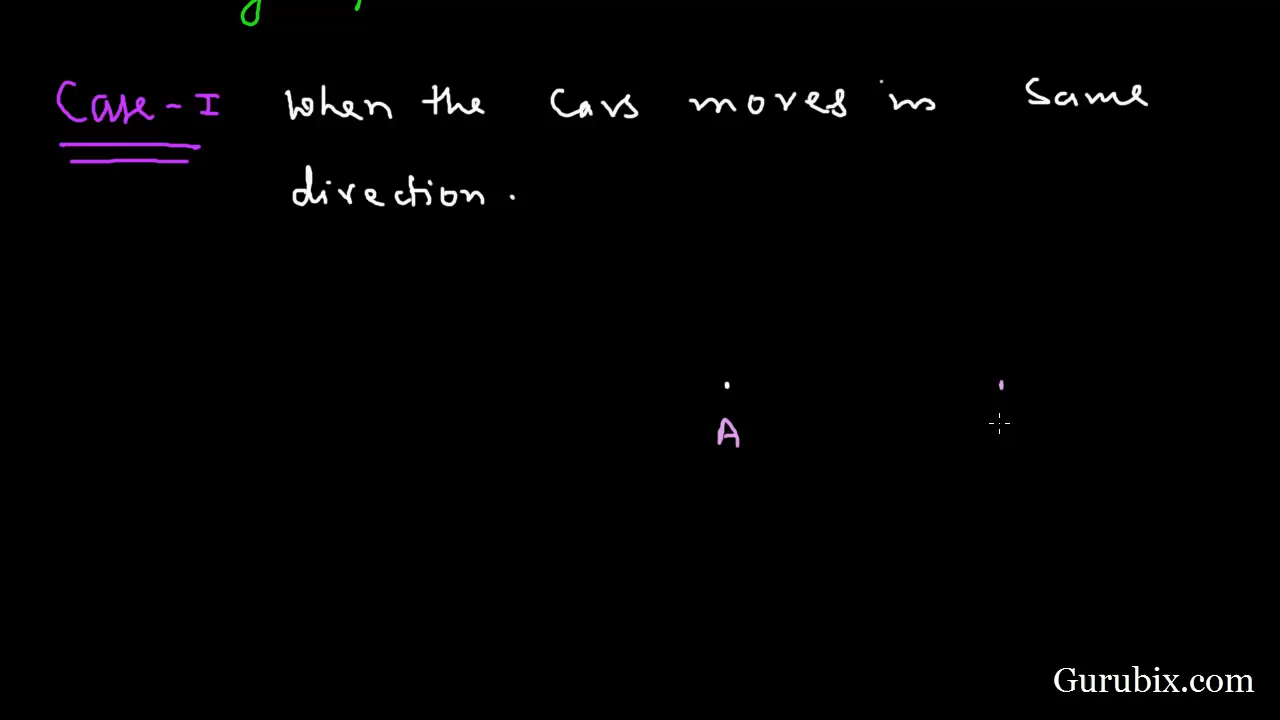 Case - I When the Cars moves in Same
direction.
A
Gurubix.com